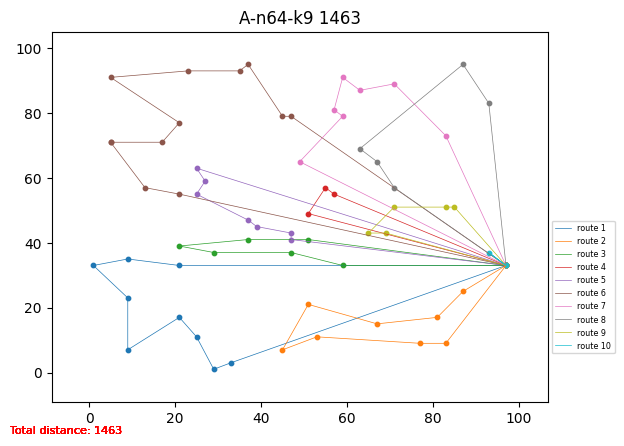 A-n64-k9 1463
100
80
60
40
20
0
0 20 40 60 80 100
route 1
route 2
route 3
route 4
route 5
route 6
route 7
route 8
route 9
route 10
Total distance: 1463